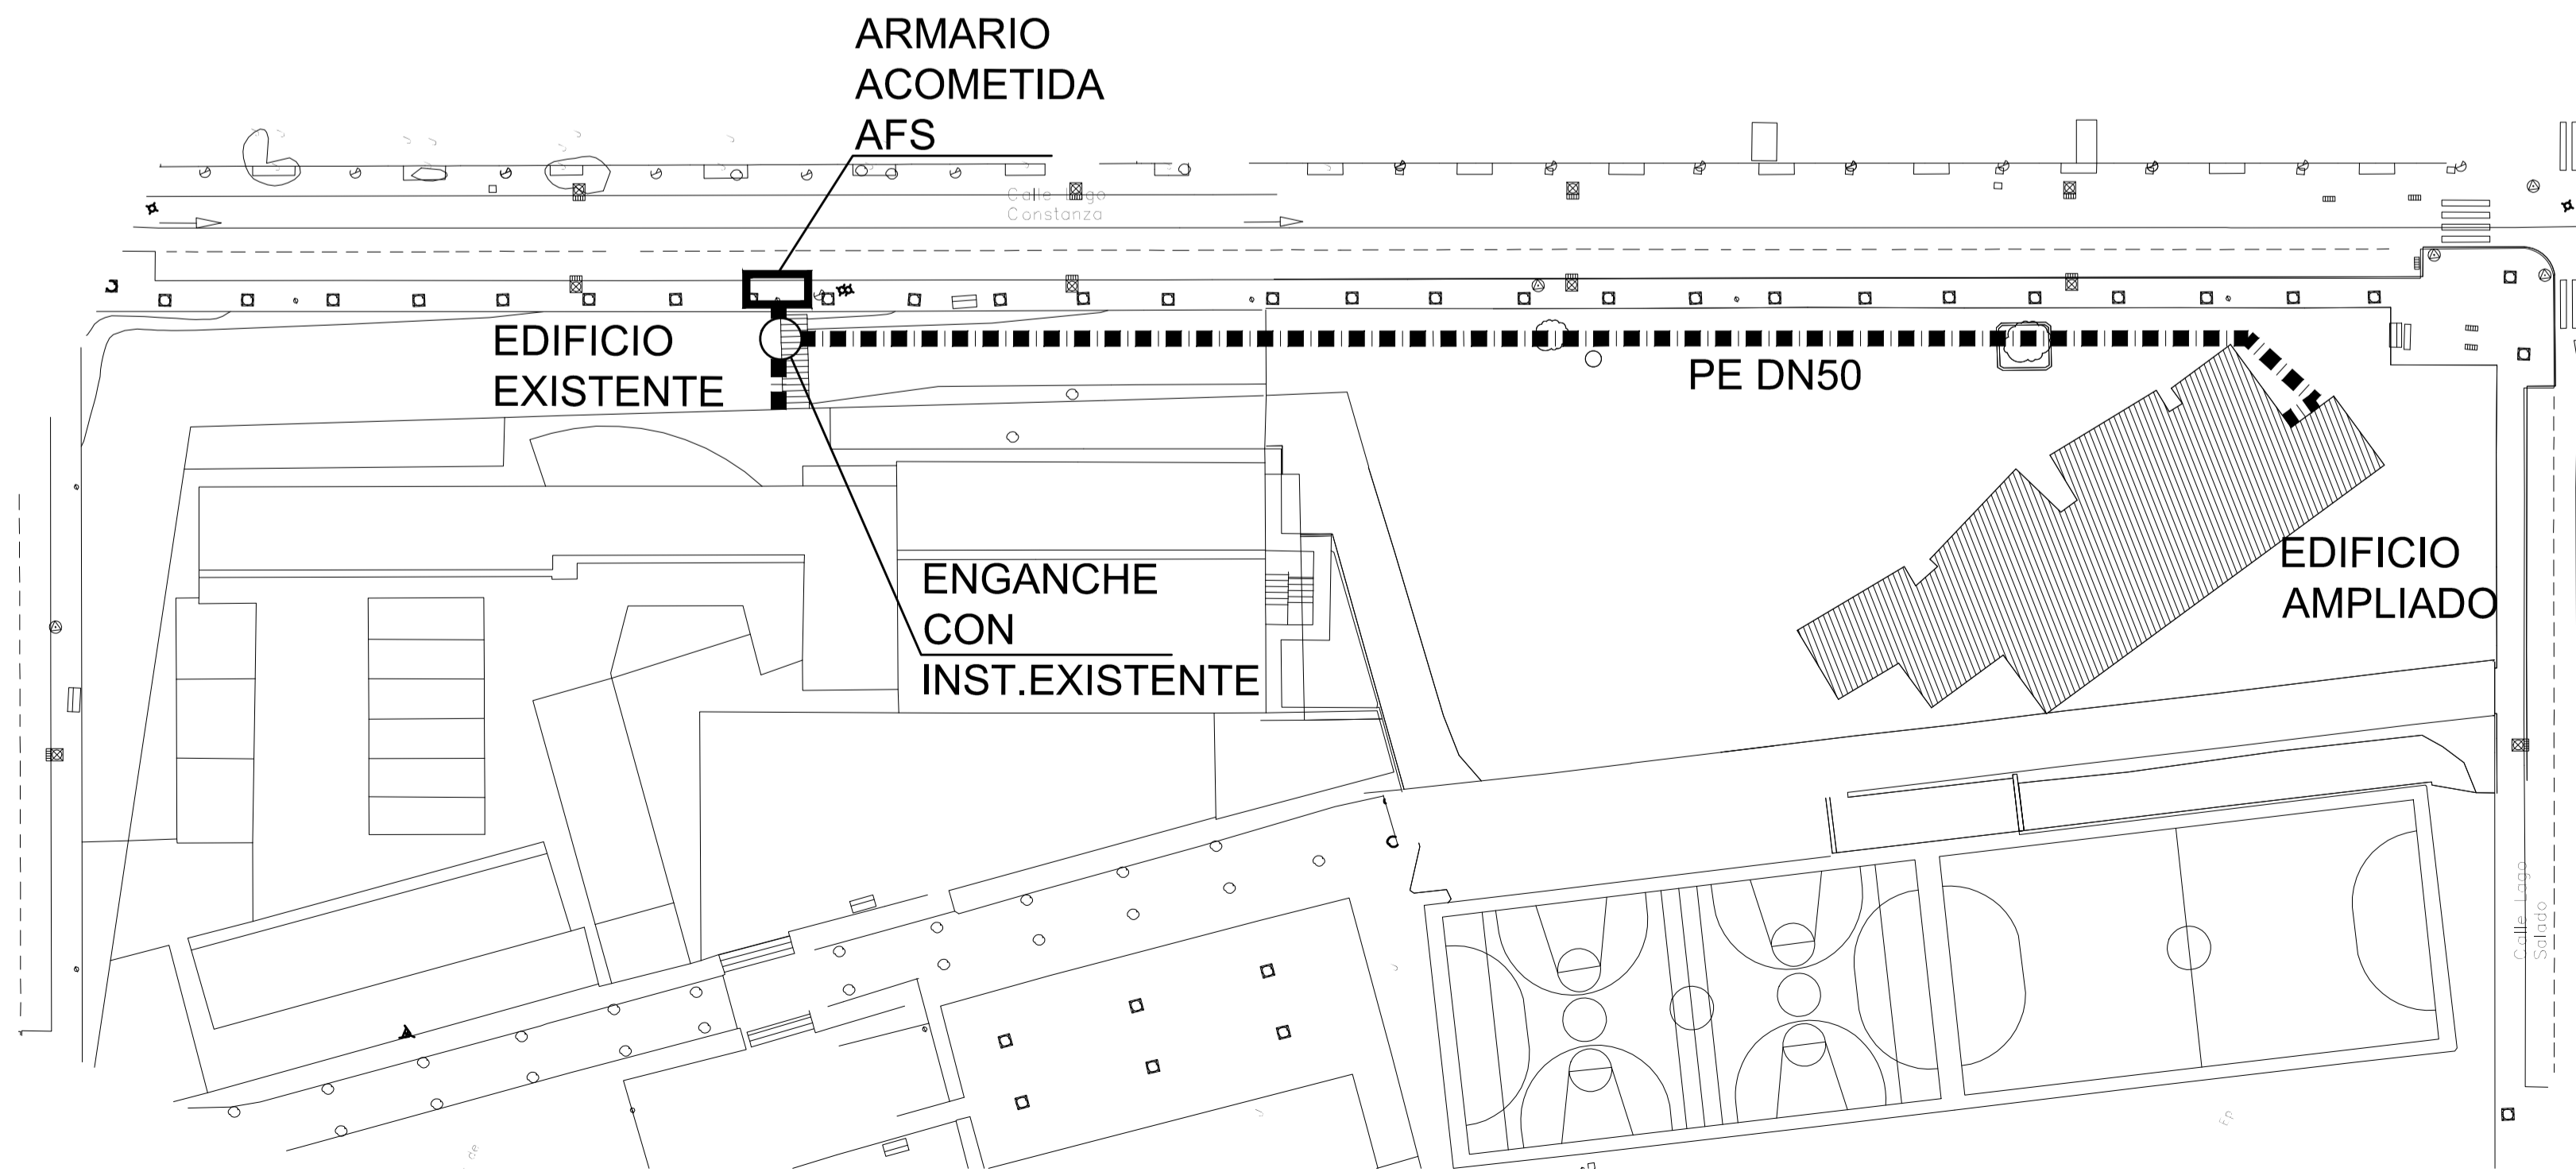 ARMARIO
ACOMETIDA
AFS
Calle Lago
Constanza
EDIFICIO
EXISTENTE
PE DN50
ENGANCHE
CON
INST.EXISTENTE
EDIFICIO
AMPLIADO
Calle Lago
Salado